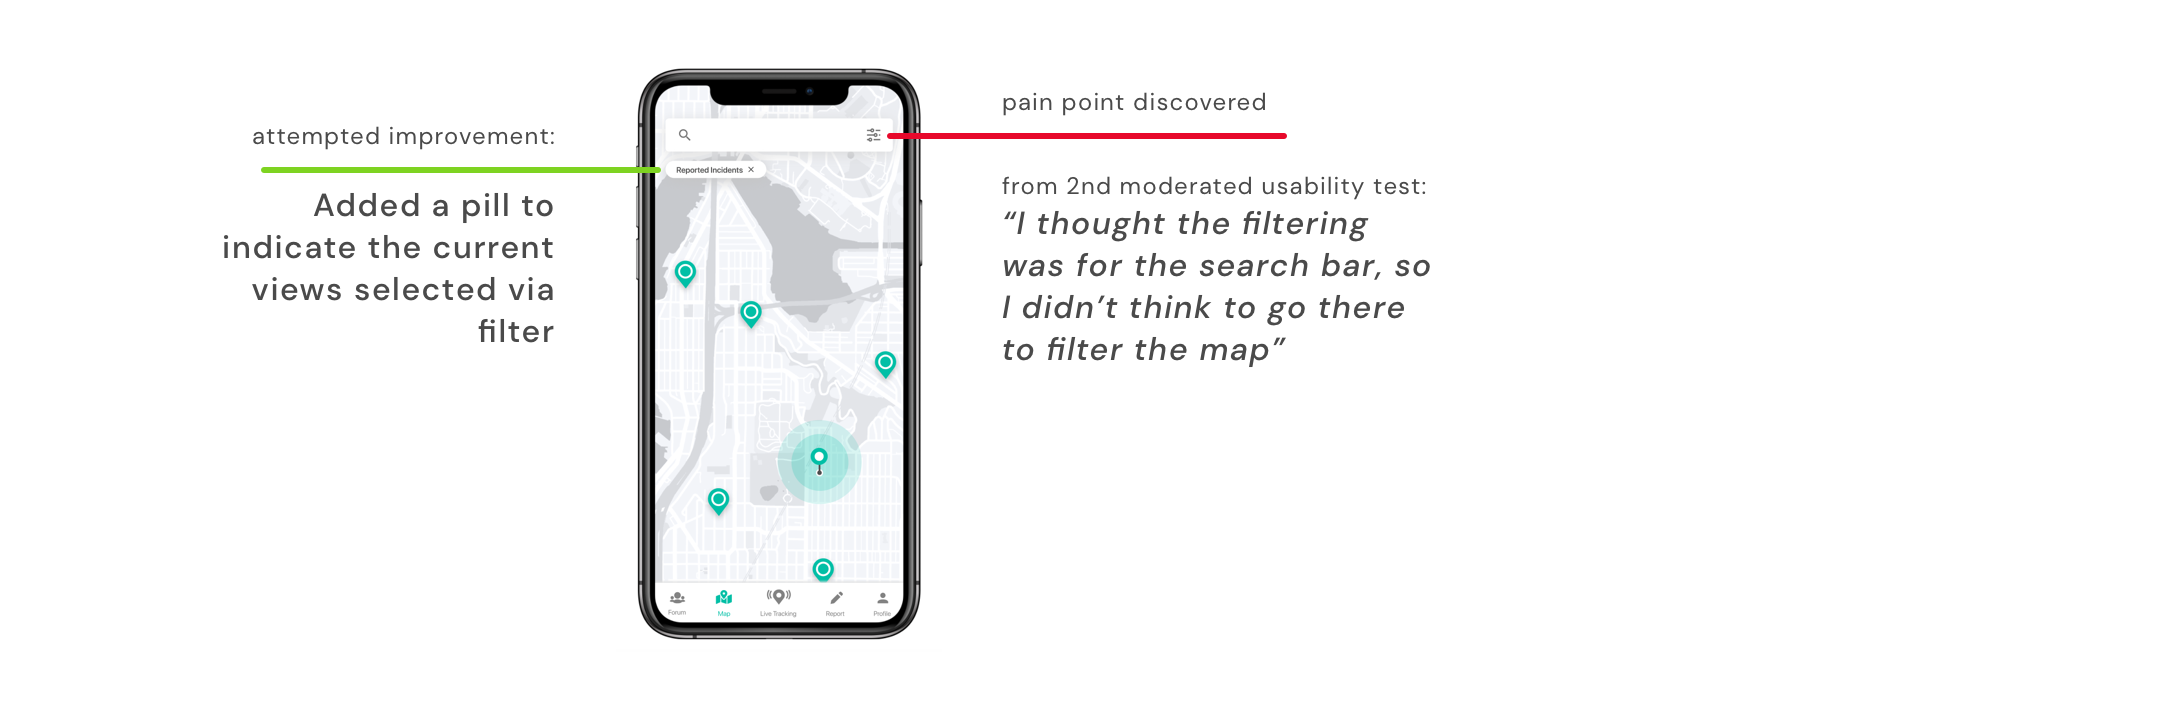 attempted improvement:
Added a pill to
indicate the current
views selected via
filter
Reported Incidents ×
Forum
Map
Live Tracking
Report
Profile
pain point discovered
from 2nd moderated usability test:
“I thought the filtering
was for the search bar, so
I didn’t think to go there
to filter the map”